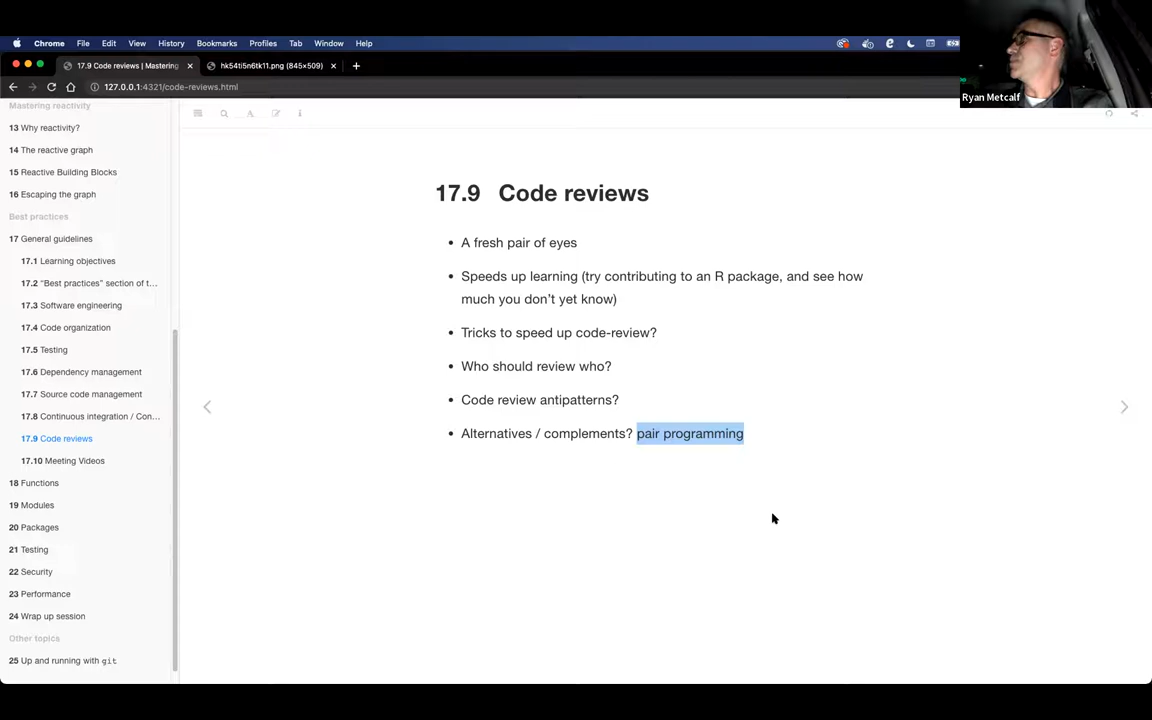 Chrome File Edit View History Bookmarks Profiles Tab Window Help
17.9 Code reviews | Mastering
hk54ti5n6tk11.png (845×509)
127.0.0.1:4321/code-reviews.html
Ryan Metcalf
Mastering reactivity
13 Why reactivity?
14 The reactive graph
15 Reactive Building Blocks
16 Escaping the graph
Best practices
17 General guidelines
17.1 Learning objectives
17.2 "Best practices" section of t...
17.3 Software engineering
17.4 Code organization
17.5 Testing
17.6 Dependency management
17.7 Source code management
17.8 Continuous integration / Con...
17.9 Code reviews
17.10 Meeting Videos
18 Functions
19 Modules
20 Packages
21 Testing
22 Security
23 Performance
24 Wrap up session
Other topics
25 Up and running with git
17.9 Code reviews
• A fresh pair of eyes
• Speeds up learning (try contributing to an R package, and see how
much you don't yet know)
• Tricks to speed up code-review?
• Who should review who?
• Code review antipatterns?
• Alternatives / complements? pair programming